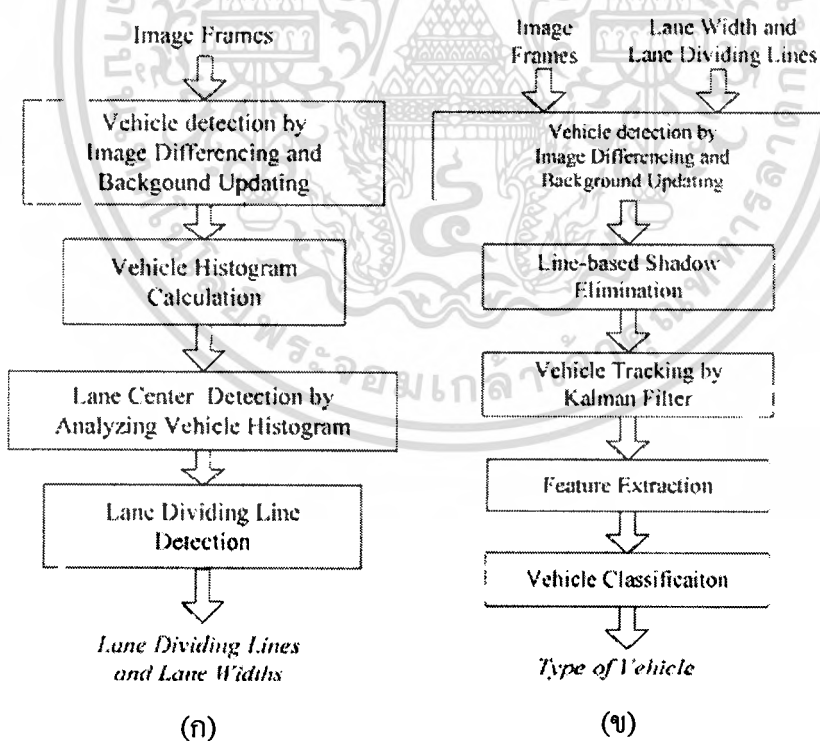 Image Frames
Vehicle detection by
Image Differencing and
Backgound Updating
Vehicle Histogram
Calculation
Lane Center Detection by
Analyzing Vehicle Histogram
Lane Dividing Line
Detection
Lane Dividing Lines
and Lane Widths
(ก)
Image
Frames
Lane Width and
Lane Dividing Lines
Vehicle detection by
Image Differencing and
Background Updating
Line-based Shadow
Elimination
Vehicle Tracking by
Kalman Filter
Feature Extraction
Vehicle Classificaiton
Type of Vehicle
(ข)